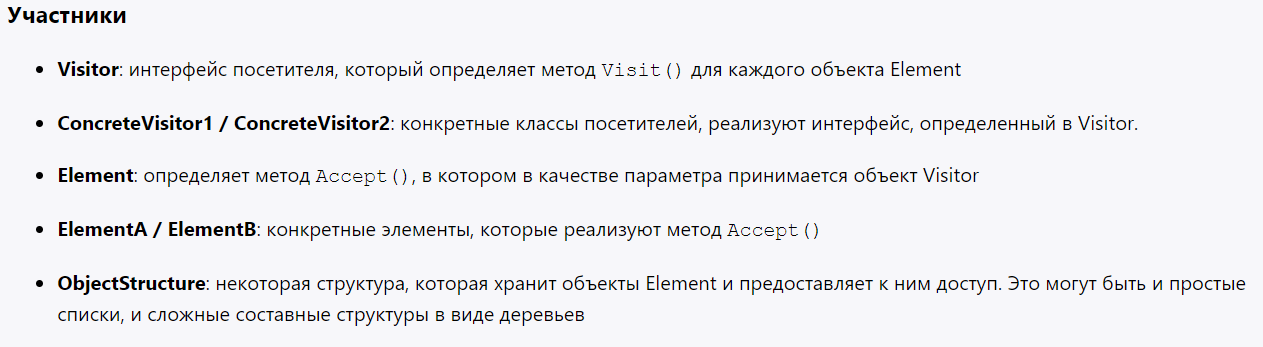 Участники
• Visitor: интерфейс посетителя, который определяет метод Visit() для каждого объекта Element
• ConcreteVisitor1 / ConcreteVisitor2: конкретные классы посетителей, реализуют интерфейс, определенный в Visitor.
• Element: определяет метод Accept(), в котором в качестве параметра принимается объект Visitor
• ElementA / ElementB: конкретные элементы, которые реализуют метод Accept()
• ObjectStructure: некоторая структура, которая хранит объекты Element и предоставляет к ним доступ. Это могут быть и простые
списки, и сложные составные структуры в виде деревьев